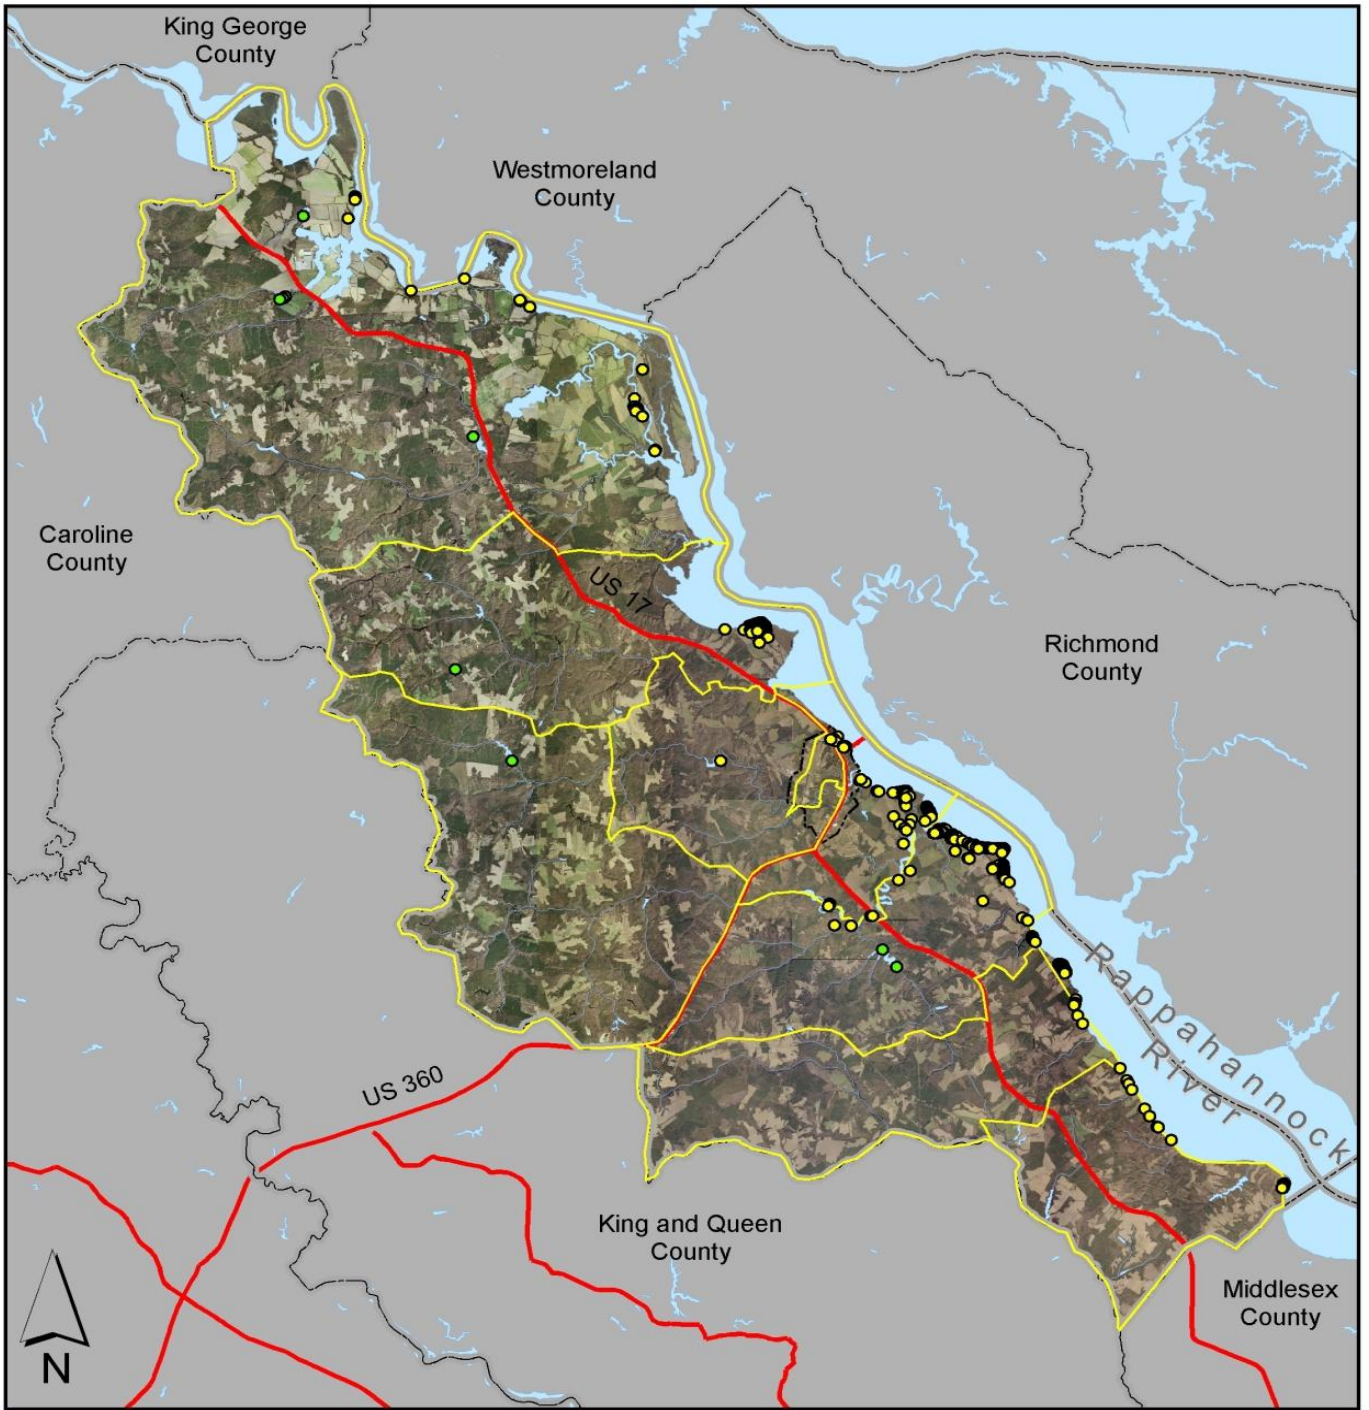 King George
County
Westmoreland
County
Caroline
County
US 17
Richmond
County
Rappahannock
River
US 360
King and Queen
County
Middlesex
County
N